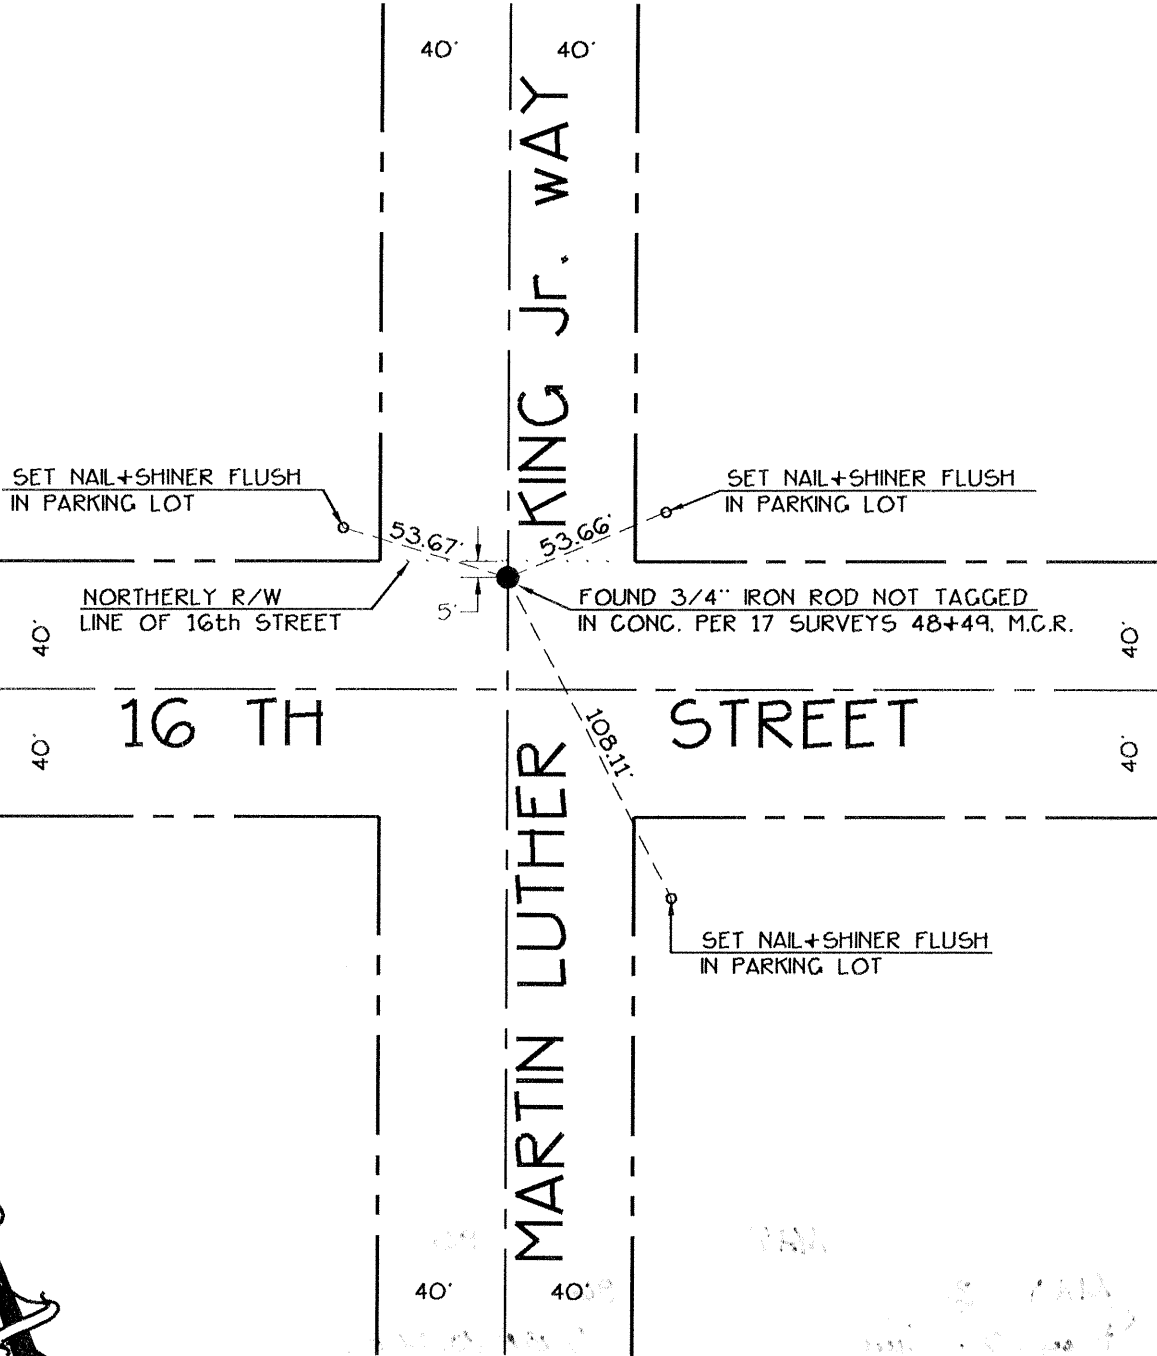 40' 40'
MARTIN LUTHER KING Jr. wAY
SET NAIL+SHINER FLUSH
IN PARKING LOT
SET NAIL+SHINER FLUSH
IN PARKING LOT
53.67'
53.66'
NORTHERLY R/W
LINE OF 16th STREET
5'
FOUND 3/4" IRON ROD NOT TAGGED
IN CONC. PER 17 SURVEYS 48+49, M.C.R.
40'
40'
16 TH STREET
40'
40'
108.11'
SET NAIL+SHINER FLUSH
IN PARKING LOT
40' 40'